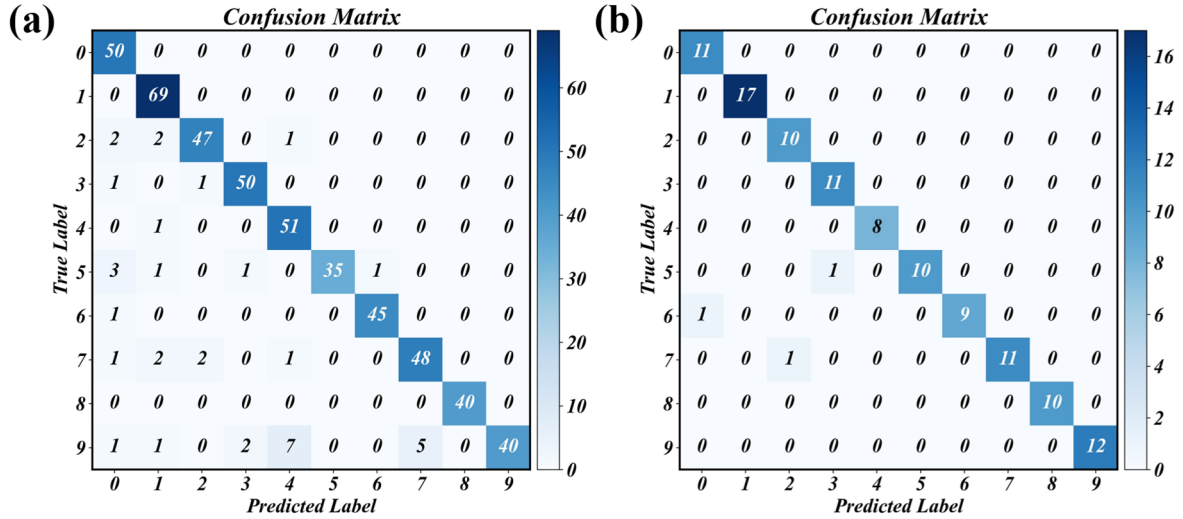 (a)
Confusion Matrix
0 50 0 0 0 0 0 0 0 0 0
1 0 69 0 0 0 0 0 0 0 0
2 2 2 47 0 1 0 0 0 0 0
3 1 0 1 50 0 0 0 0 0 0
4 0 1 0 0 51 0 0 0 0 0
5 3 1 0 1 0 35 1 0 0 0
6 1 0 0 0 0 0 45 0 0 0
7 1 2 2 0 1 0 0 48 0 0
8 0 0 0 0 0 0 0 0 40 0
9 1 1 0 2 7 0 0 5 0 40
0 1 2 3 4 5 6 7 8 9
Predicted Label
True Label
60
50
40
30
20
10
0
(b)
Confusion Matrix
0 11 0 0 0 0 0 0 0 0 0
1 0 17 0 0 0 0 0 0 0 0
2 0 0 10 0 0 0 0 0 0 0
3 0 0 0 11 0 0 0 0 0 0
4 0 0 0 0 8 0 0 0 0 0
5 0 0 0 1 0 10 0 0 0 0
6 1 0 0 0 0 0 9 0 0 0
7 0 0 1 0 0 0 0 11 0 0
8 0 0 0 0 0 0 0 0 10 0
9 0 0 0 0 0 0 0 0 0 12
0 1 2 3 4 5 6 7 8 9
Predicted Label
True Label
16
14
12
10
8
6
4
2
0